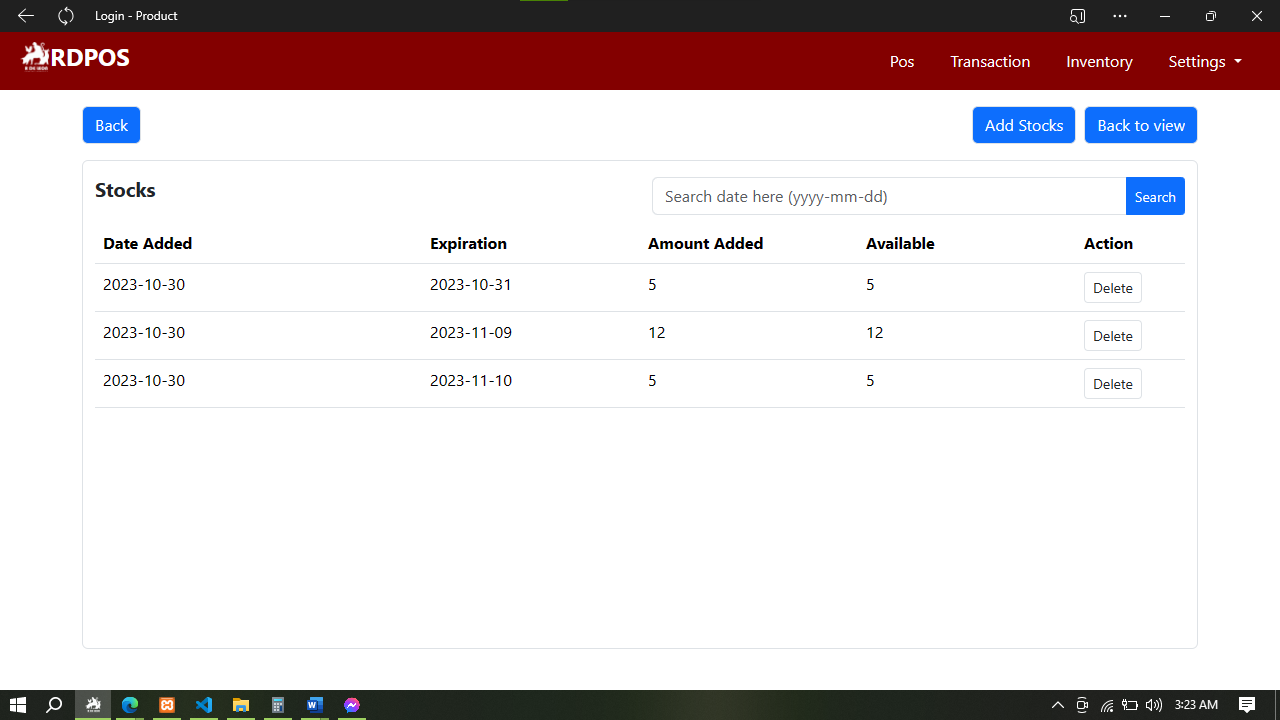 Login - Product
RDPOS
Pos Transaction Inventory Settings
Back Add Stocks Back to view
Stocks Search date here (yyyy-mm-dd) Search
Date Added Expiration Amount Added Available Action
2023-10-30 2023-10-31 5 5 Delete
2023-10-30 2023-11-09 12 12 Delete
2023-10-30 2023-11-10 5 5 Delete
3:23 AM